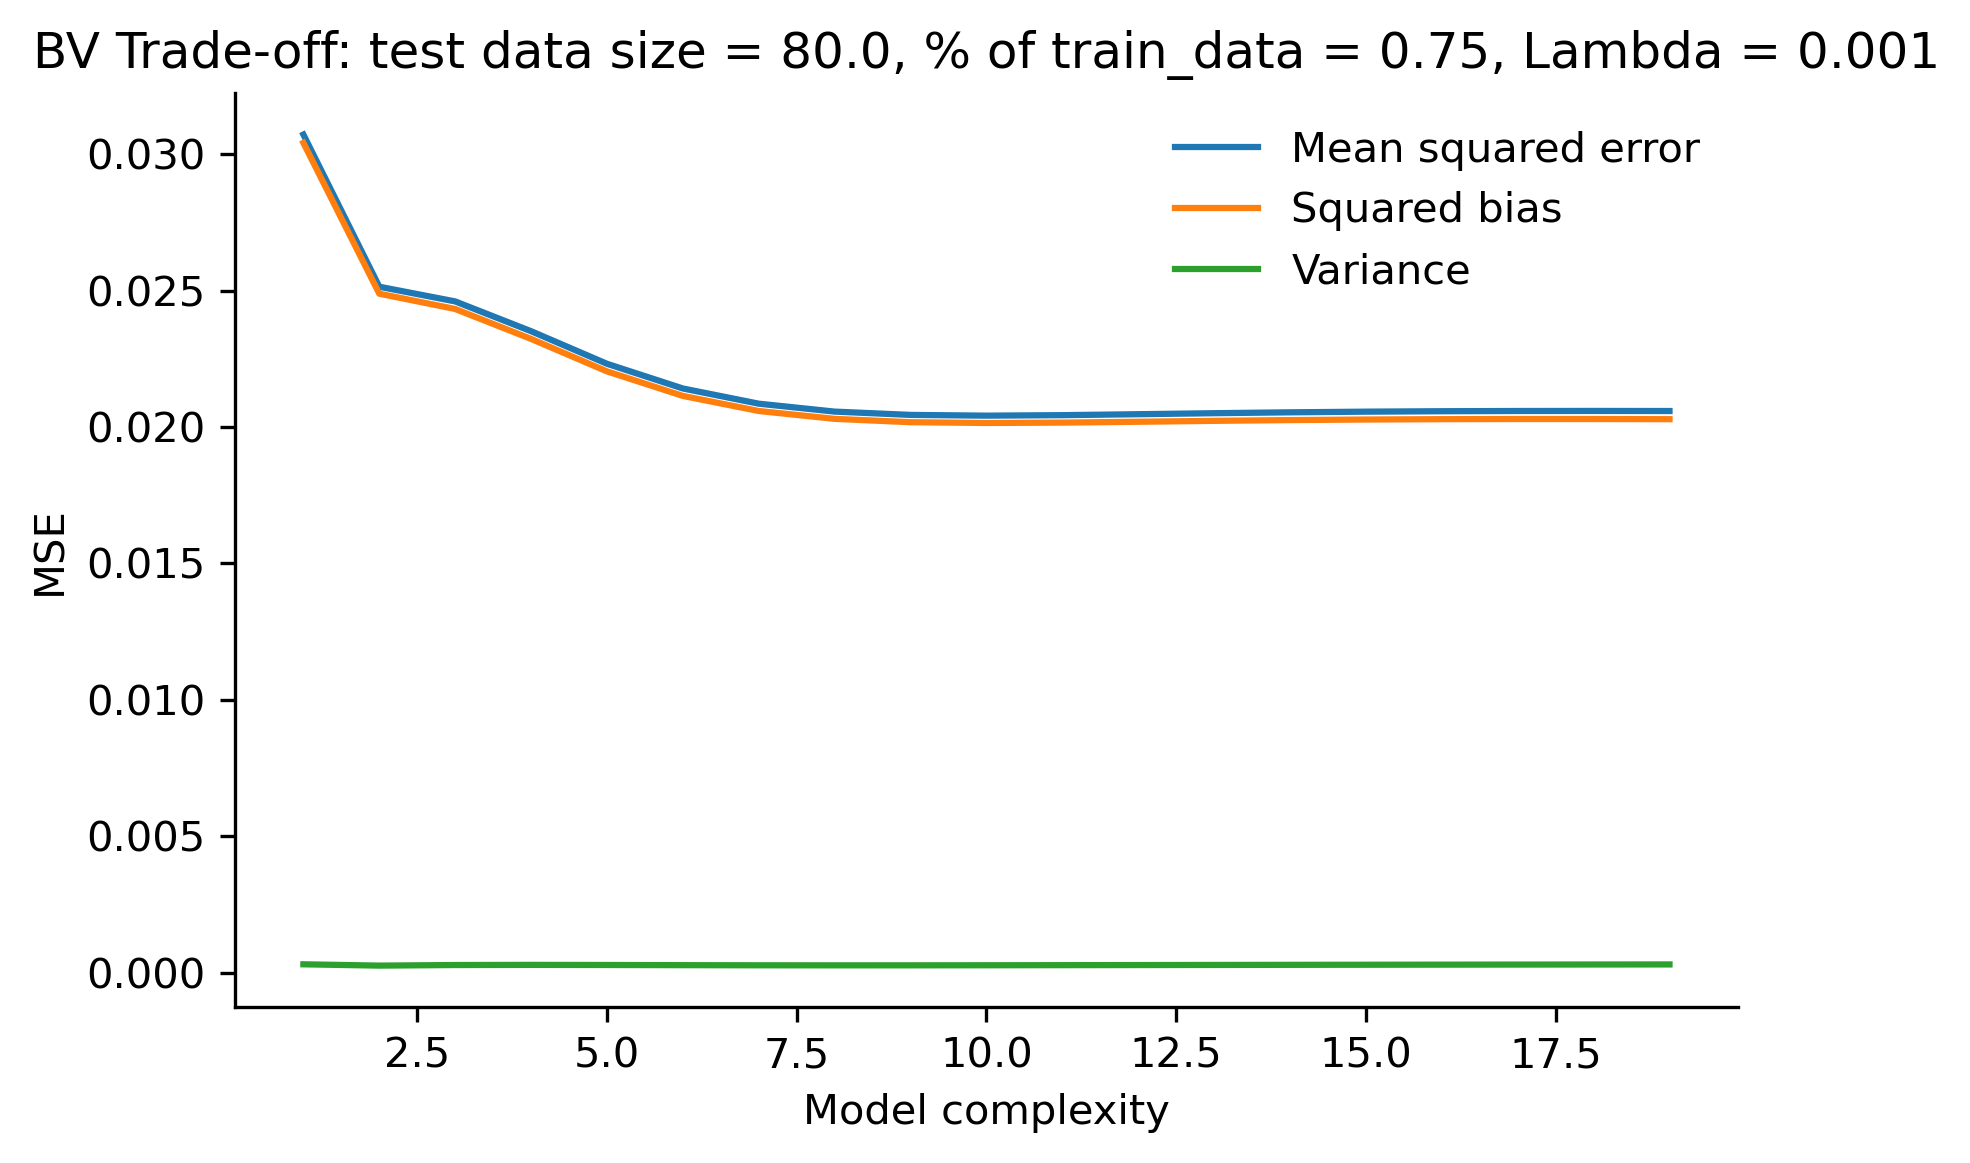 BV Trade-off: test data size = 80.0, % of train_data = 0.75, Lambda = 0.001
Mean squared error
Squared bias
Variance
MSE
0.030
0.025
0.020
0.015
0.010
0.005
0.000
2.5 5.0 7.5 10.0 12.5 15.0 17.5
Model complexity